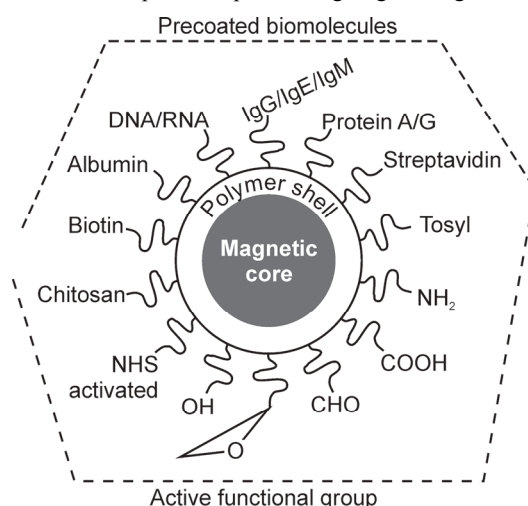 Precoated biomolecules
IgG/IgE/IgM
DNA/RNA
Protein A/G
Albumin
Streptavidin
Polymer shell
Biotin
Tosyl
Magnetic
core
Chitosan
NH₂
NHS
activated
COOH
OH
CHO
O
Active functional group